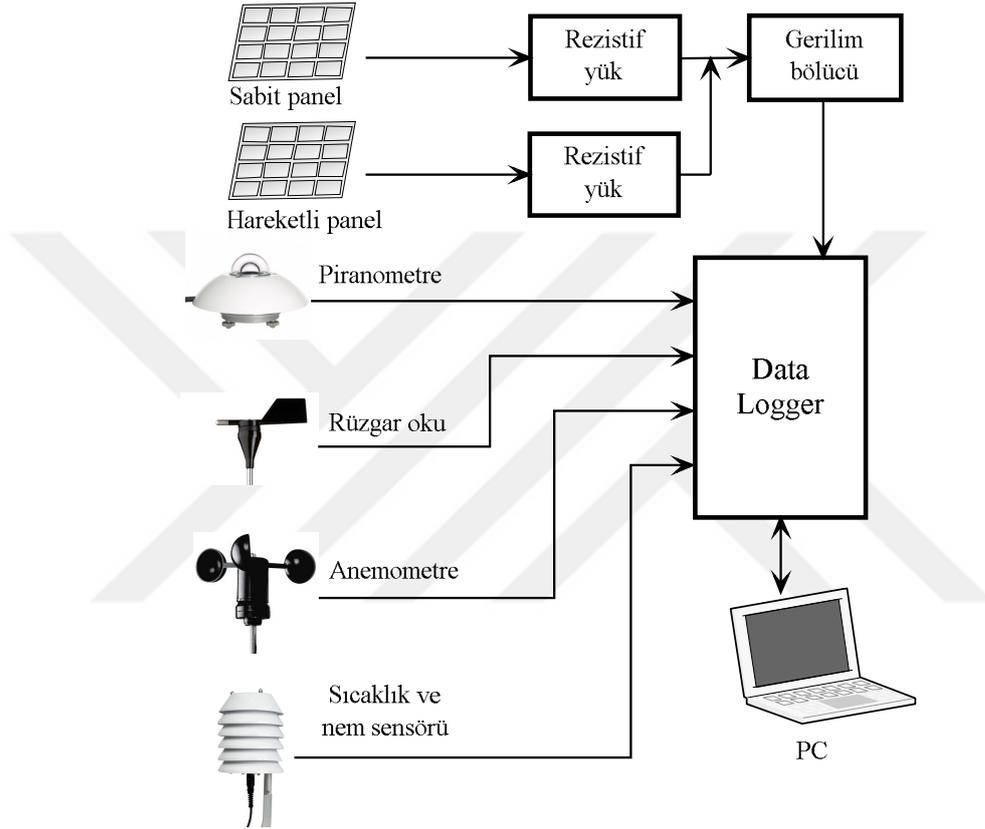 Rezistif
yük
Gerilim
bölücü
Sabit panel
Rezistif
yük
Hareketli panel
Piranometre
Data
Logger
Rüzgar oku
Anemometre
Sıcaklık ve
nem sensörü
PC